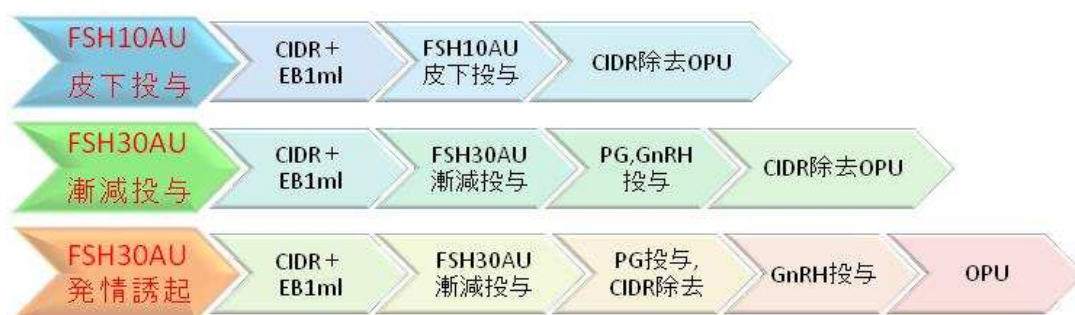 FSH10AU
皮下投与
CIDR＋
EB1ml
FSH10AU
皮下投与
CIDR除去OPU
FSH30AU
漸減投与
CIDR＋
EB1ml
FSH30AU
漸減投与
PG,GnRH
投与
CIDR除去OPU
FSH30AU
発情誘起
CIDR＋
EB1ml
FSH30AU
漸減投与
PG投与,
CIDR除去
GnRH投与
OPU